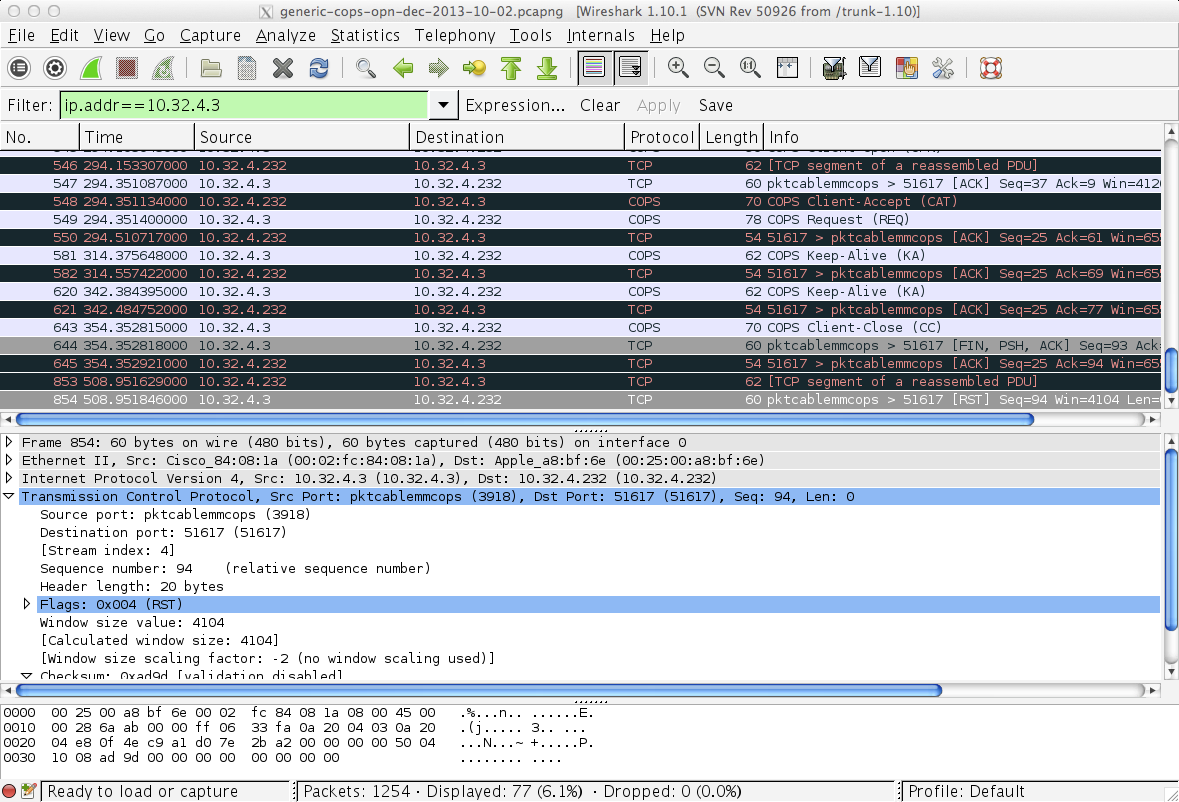 generic-cops-opn-dec-2013-10-02.pcapng [Wireshark 1.10.1 (SVN Rev 50926 from /trunk-1.10)]
File Edit View Go Capture Analyze Statistics Telephony Tools Internals Help
Filter: ip.addr==10.32.4.3 Expression... Clear Apply Save
No. Time Source Destination Protocol Length Info
546 294.153307000 10.32.4.232 10.32.4.3 TCP 62 [TCP segment of a reassembled PDU]
547 294.351087000 10.32.4.3 10.32.4.232 TCP 60 pktcablemmcops > 51617 [ACK] Seq=37 Ack=9 Win=412
548 294.351134000 10.32.4.232 10.32.4.3 COPS 70 COPS Client-Accept (CAT)
549 294.351400000 10.32.4.3 10.32.4.232 COPS 78 COPS Request (REQ)
550 294.510717000 10.32.4.232 10.32.4.3 TCP 54 51617 > pktcablemmcops [ACK] Seq=25 Ack=61 Win=65
581 314.375648000 10.32.4.3 10.32.4.232 COPS 62 COPS Keep-Alive (KA)
582 314.557422000 10.32.4.232 10.32.4.3 TCP 54 51617 > pktcablemmcops [ACK] Seq=25 Ack=69 Win=65
620 342.384395000 10.32.4.3 10.32.4.232 COPS 62 COPS Keep-Alive (KA)
621 342.484752000 10.32.4.232 10.32.4.3 TCP 54 51617 > pktcablemmcops [ACK] Seq=25 Ack=77 Win=65
643 354.352815000 10.32.4.3 10.32.4.232 COPS 70 COPS Client-Close (CC)
644 354.352818000 10.32.4.3 10.32.4.232 TCP 60 pktcablemmcops > 51617 [FIN, PSH, ACK] Seq=93 Ack
645 354.352921000 10.32.4.232 10.32.4.3 TCP 54 51617 > pktcablemmcops [ACK] Seq=25 Ack=94 Win=65
853 508.951629000 10.32.4.232 10.32.4.3 TCP 62 [TCP segment of a reassembled PDU]
854 508.951846000 10.32.4.3 10.32.4.232 TCP 60 pktcablemmcops > 51617 [RST] Seq=94 Win=4104 Len=
Frame 854: 60 bytes on wire (480 bits), 60 bytes captured (480 bits) on interface 0
Ethernet II, Src: Cisco_84:08:1a (00:02:fc:84:08:1a), Dst: Apple_a8:bf:6e (00:25:00:a8:bf:6e)
Internet Protocol Version 4, Src: 10.32.4.3 (10.32.4.3), Dst: 10.32.4.232 (10.32.4.232)
Transmission Control Protocol, Src Port: pktcablemmcops (3918), Dst Port: 51617 (51617), Seq: 94, Len: 0
Source port: pktcablemmcops (3918)
Destination port: 51617 (51617)
[Stream index: 4]
Sequence number: 94 (relative sequence number)
Header length: 20 bytes
Flags: 0x004 (RST)
Window size value: 4104
[Calculated window size: 4104]
[Window size scaling factor: -2 (no window scaling used)]
Checksum: 0xad9d [validation disabled]
0000 00 25 00 a8 bf 6e 00 02 fc 84 08 1a 08 00 45 00 .%...n.. ......E.
0010 00 28 6a ab 00 00 ff 06 33 fa 0a 20 04 03 0a 20 .(j..... 3.. ...
0020 04 e8 0f 4e c9 a1 d0 7e 2b a2 00 00 00 00 50 04 ...N...~ +.....P.
0030 10 08 ad 9d 00 00 00 00 00 00 00 00 ........ ....
Ready to load or capture Packets: 1254 · Displayed: 77 (6.1%) · Dropped: 0 (0.0%) Profile: Default